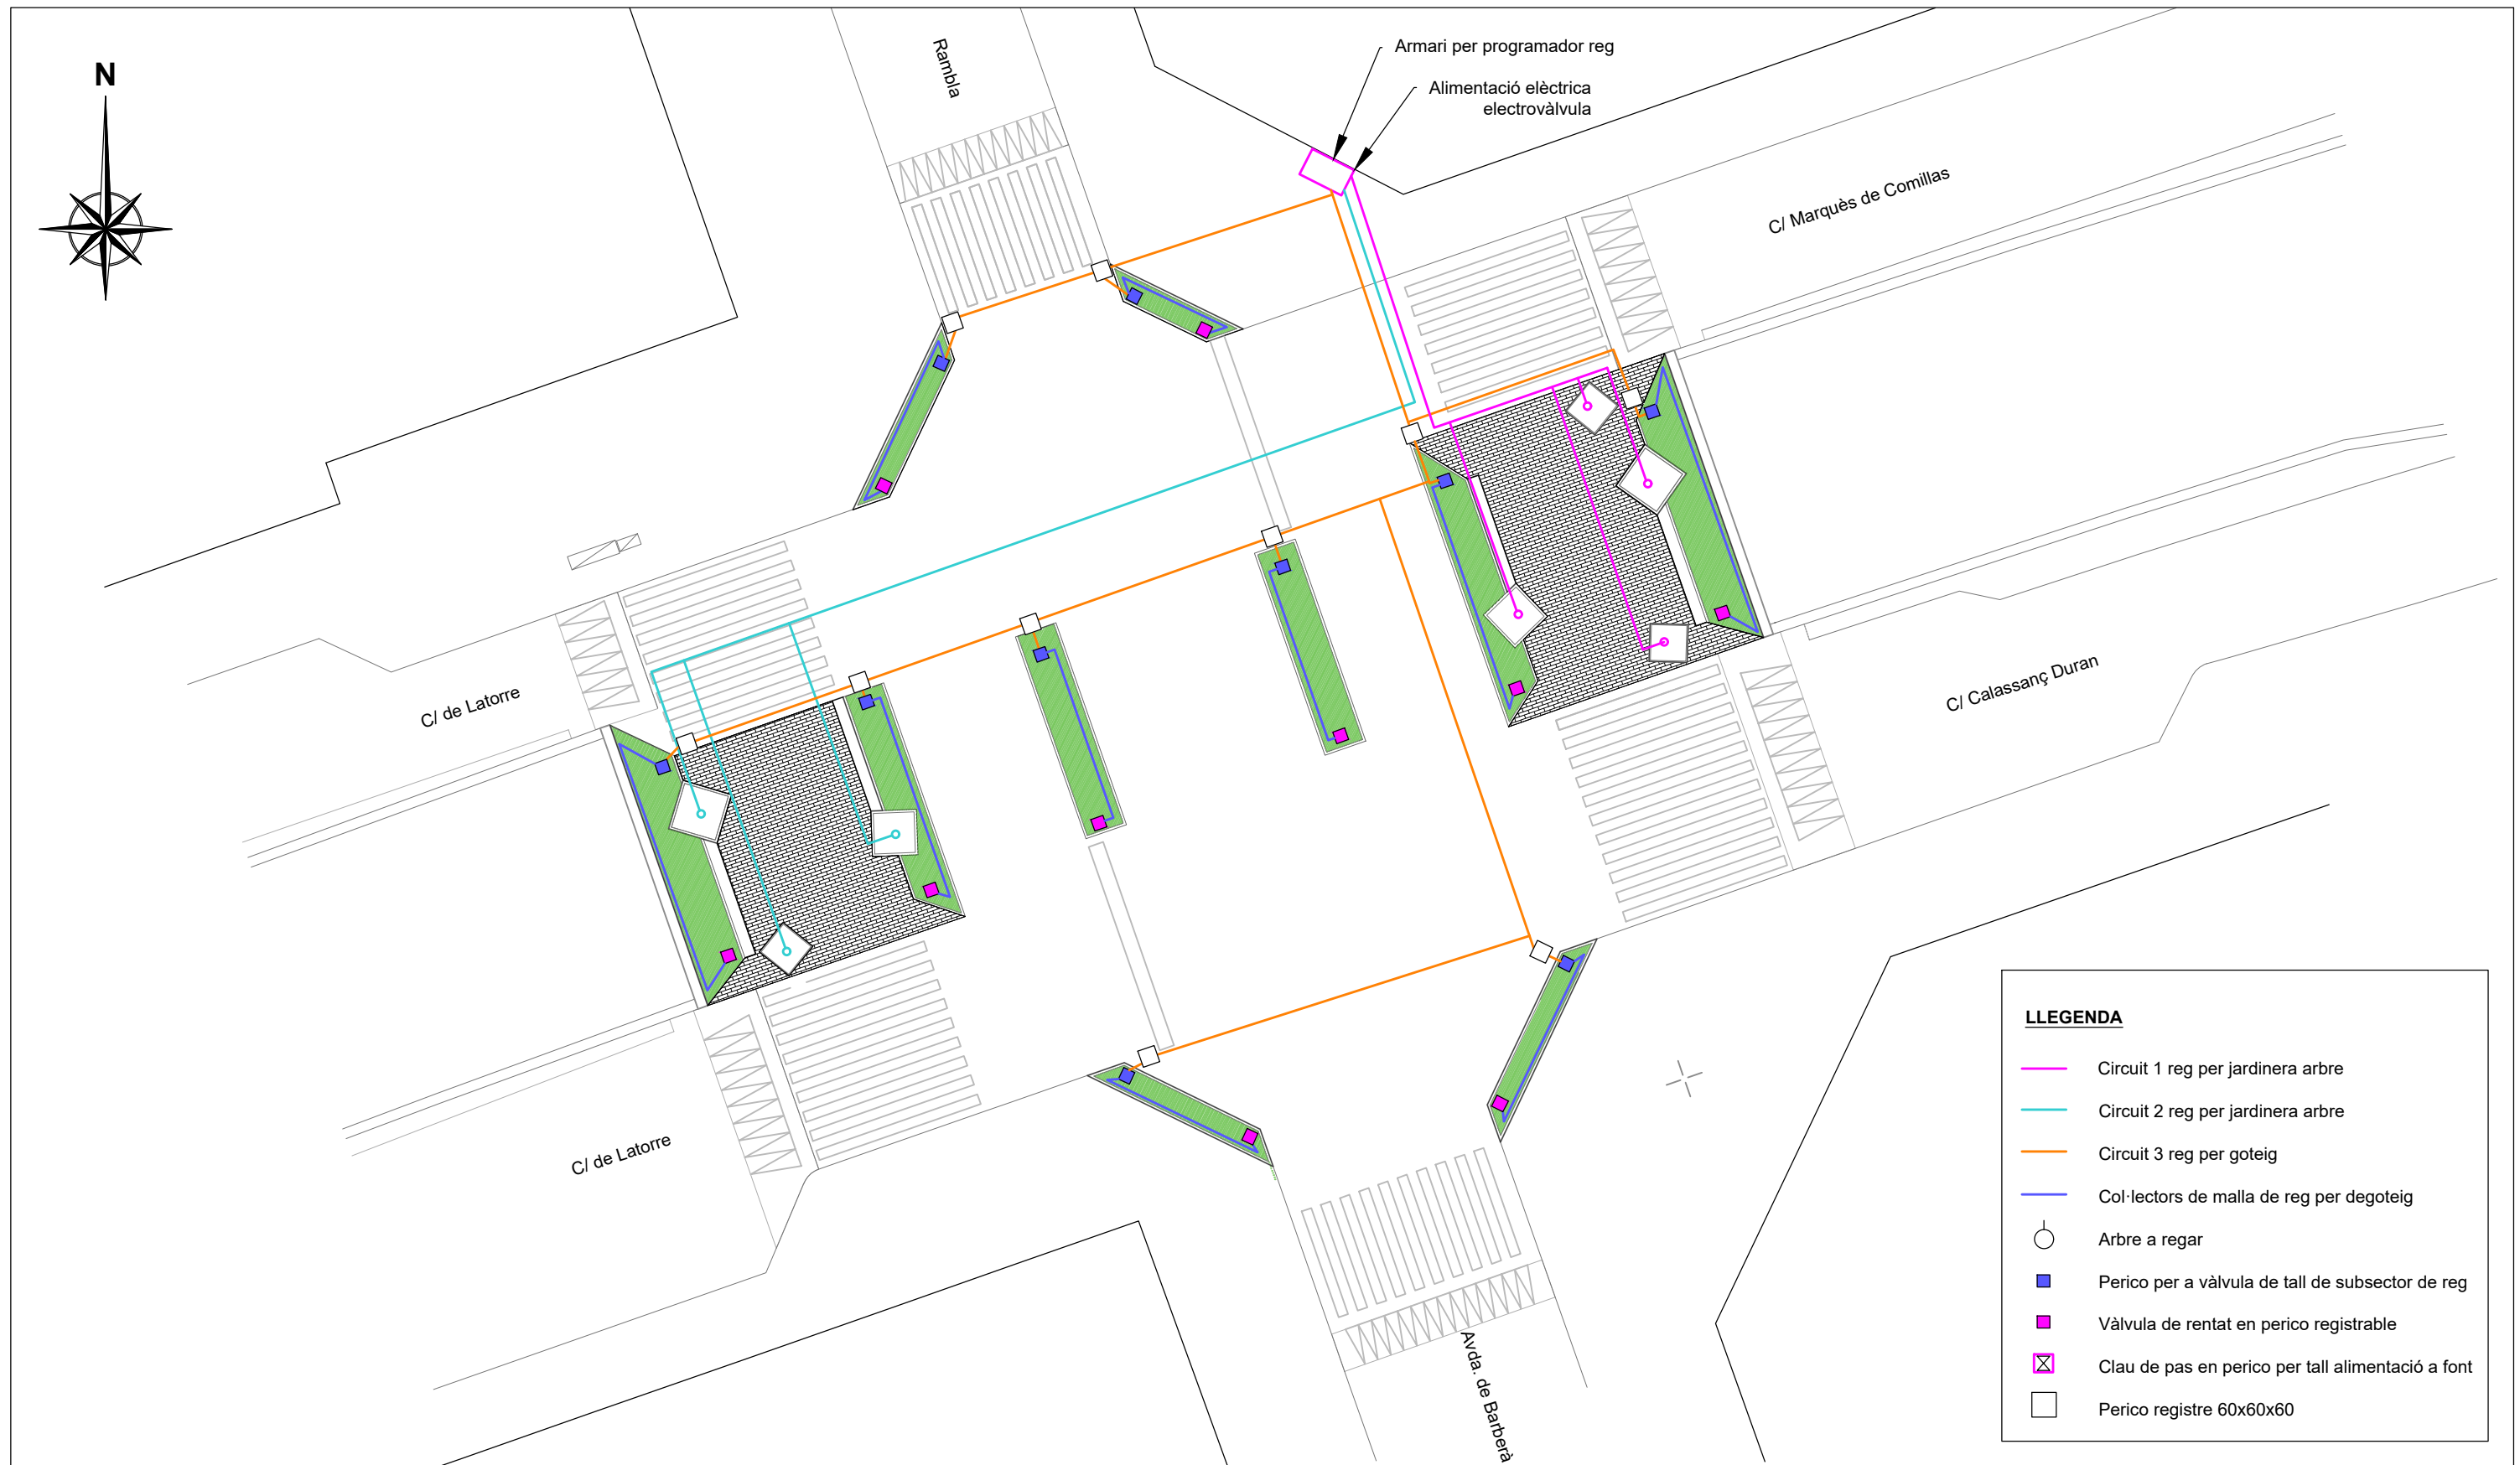 N
Rambla
Armari per programador reg
Alimentació elèctrica
electrovàlvula
C/ Marquès de Comillas
C/ de Latorre
C/ Calassanç Duran
C/ de Latorre
Avda. de Barberà
LLEGENDA
Circuit 1 reg per jardinera arbre
Circuit 2 reg per jardinera arbre
Circuit 3 reg per goteig
Col·lectors de malla de reg per degoteig
Arbre a regar
Perico per a vàlvula de tall de subsector de reg
Vàlvula de rentat en perico registrable
Clau de pas en perico per tall alimentació a font
Perico registre 60x60x60